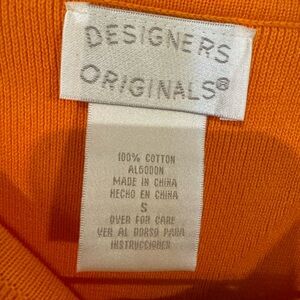 DESIGNERS
ORIGINALS®
100% COTTON
ALGODON
MADE IN CHINA
HECHO EN CHINA
S
OVER FOR CARE
VER AL DORSO PARA
INSTRUCCIONES